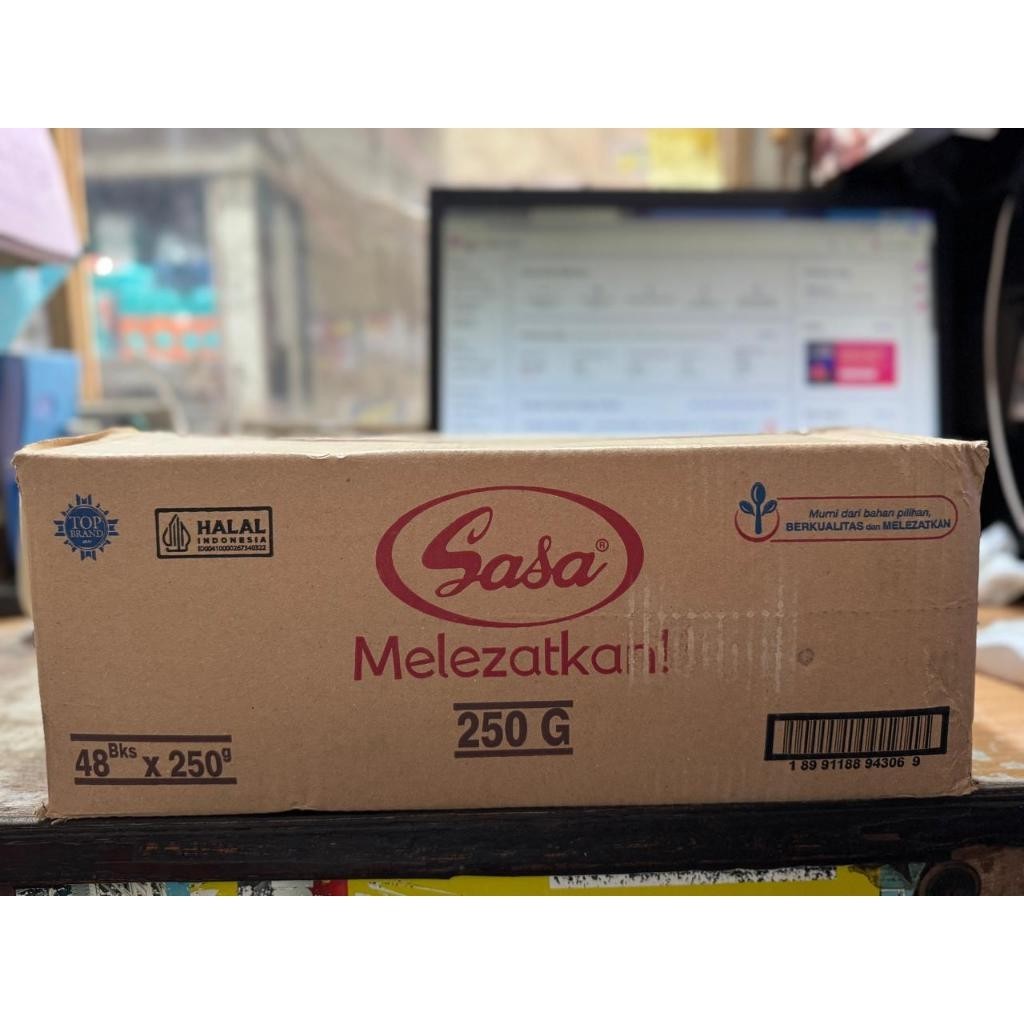 TOP
BRAND
HALAL
INDONESIA
ID00410000267340322
Sasa®
Melezatkan!
Murni dari bahan pilihan,
BERKUALITAS dan MELEZATKAN
250 G
48 Bks x 250g
1 89 91188 94306 9